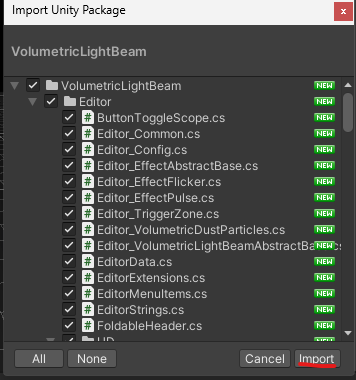 Import Unity Package
x
VolumetricLightBeam
VolumetricLightBeam NEW
Editor NEW
# ButtonToggleScope.cs NEW
# Editor_Common.cs NEW
# Editor_Config.cs NEW
# Editor_EffectAbstractBase.cs NEW
# Editor_EffectFlicker.cs NEW
# Editor_EffectPulse.cs NEW
# Editor_TriggerZone.cs NEW
# Editor_VolumetricDustParticles.cs NEW
# Editor_VolumetricLightBeamAbstractBa NEW
# EditorData.cs NEW
# EditorExtensions.cs NEW
# EditorMenuItems.cs NEW
# EditorStrings.cs NEW
# FoldableHeader.cs NEW
All None Cancel Import